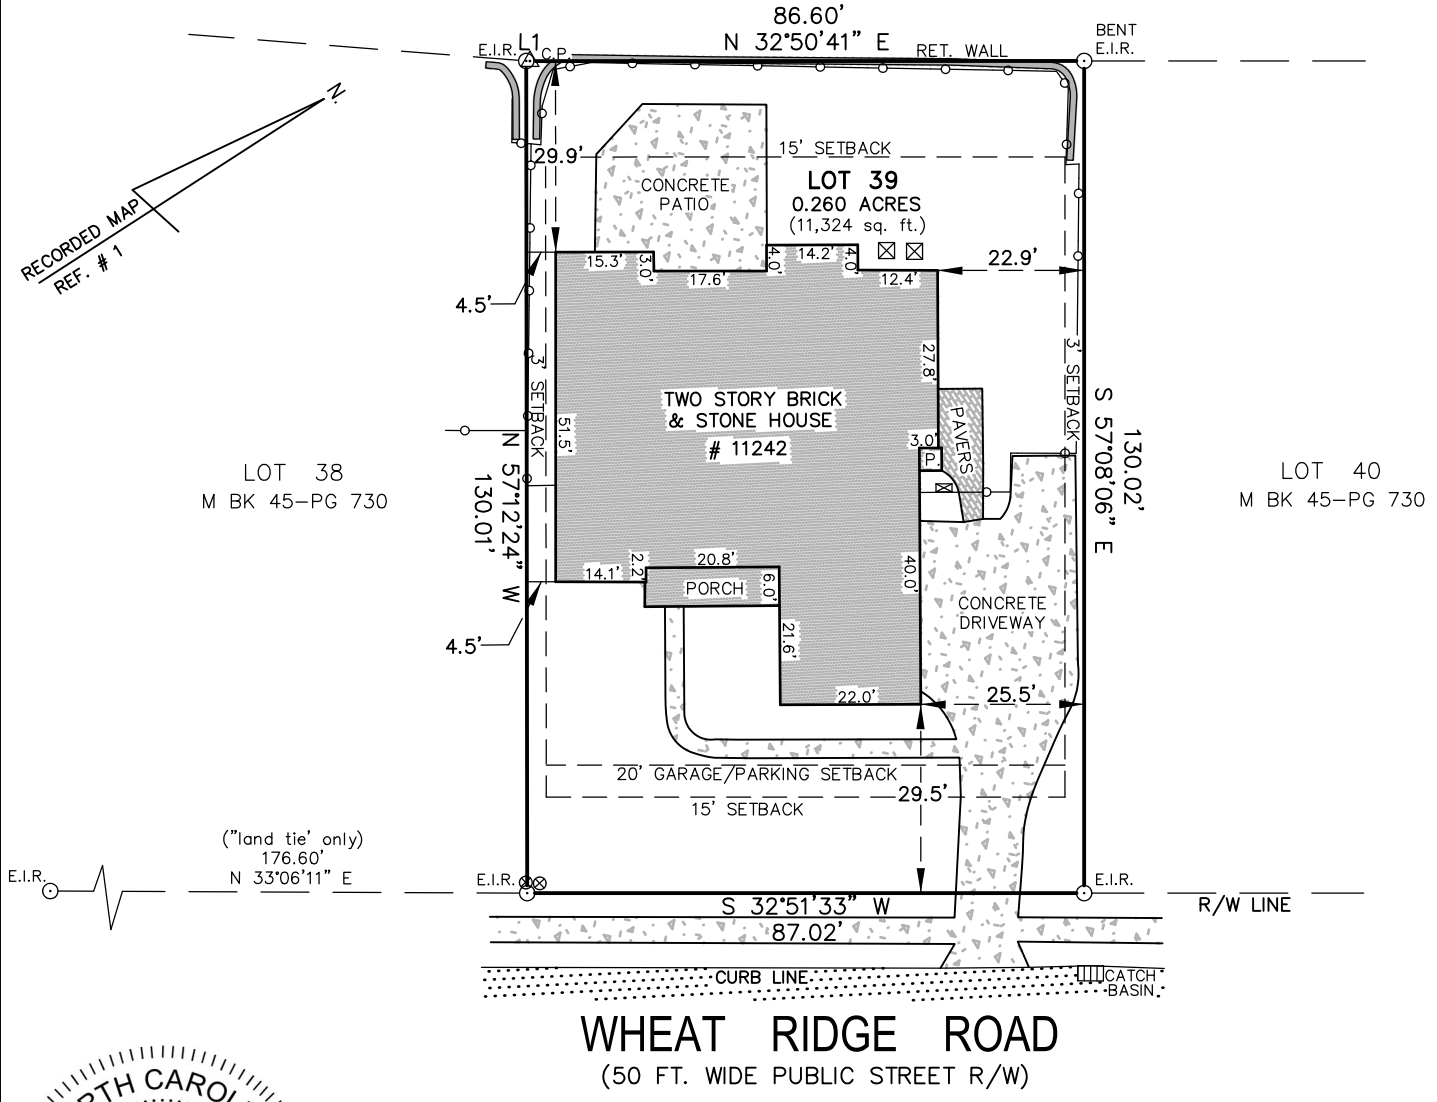 86.60'
N 32°50'41" E
BENT
E.I.R.
E.I.R.
L1
C.P.
RET. WALL
N.
RECORDED MAP
REF. # 1
29.9'
15' SETBACK
CONCRETE
PATIO
LOT 39
0.260 ACRES
(11,324 sq. ft.)
15.3'
3.0'
17.6'
4.0'
14.2'
4.0'
12.4'
22.9'
4.5'
3' SETBACK
3' SETBACK
27.8'
TWO STORY BRICK
& STONE HOUSE
# 11242
51.5'
3.0'
P.
PAVERS
N 57°12'24" W
130.01'
S 57°08'06" E
130.02'
LOT 38
M BK 45-PG 730
LOT 40
M BK 45-PG 730
14.1'
2.2'
20.8'
PORCH
6.0'
40.0'
CONCRETE
DRIVEWAY
4.5'
21.6'
22.0'
25.5'
20' GARAGE/PARKING SETBACK
15' SETBACK
29.5'
("land tie' only)
176.60'
N 33°06'11" E
E.I.R.
E.I.R.
E.I.R.
S 32°51'33" W
87.02'
R/W LINE
CURB LINE
CATCH
BASIN
WHEAT RIDGE ROAD
(50 FT. WIDE PUBLIC STREET R/W)
RTH CAROL